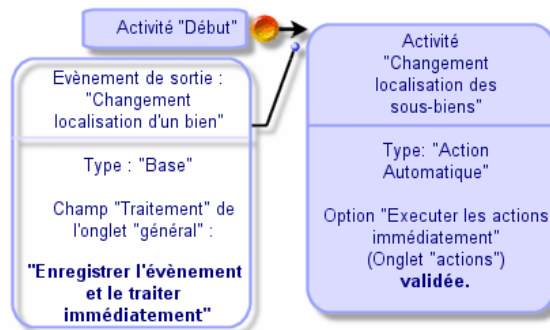 Activité "Début"
Evènement de sortie :
"Changement
localisation d'un bien"
Type : "Base"
Champ "Traitement" de
l'onglet "général" :
"Enregistrer l'évènement
et le traiter
immédiatement"
Activité
"Changement
localisation des
sous-biens"
Type: "Action
Automatique"
Option "Executer les actions
immédiatement"
(Onglet "actions")
validée.